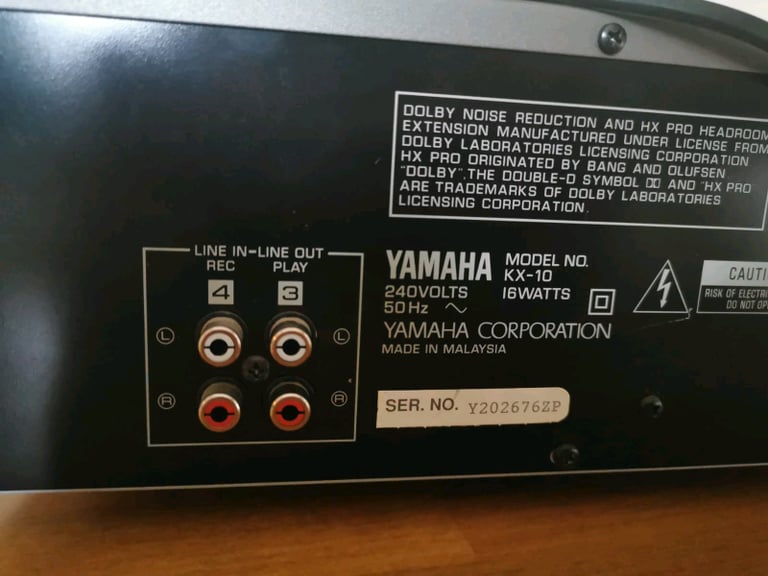 DOLBY NOISE REDUCTION AND HX PRO HEADROOM
EXTENSION MANUFACTURED UNDER LICENSE FROM
DOLBY LABORATORIES LICENSING CORPORATION
HX PRO ORIGINATED BY BANG AND OLUFSEN
"DOLBY",THE DOUBLE-D SYMBOL AND "HX PRO
ARE TRADEMARKS OF DOLBY LABORATORIES
LICENSING CORPORATION.
LINE IN-LINE OUT
REC PLAY
4 3
L L
R R
YAMAHA MODEL NO.
KX-10
240VOLTS 16WATTS
50Hz
YAMAHA CORPORATION
MADE IN MALAYSIA
SER. NO. Y202676ZP
CAUTI
RISK OF ELECTRI
DO NOT OP